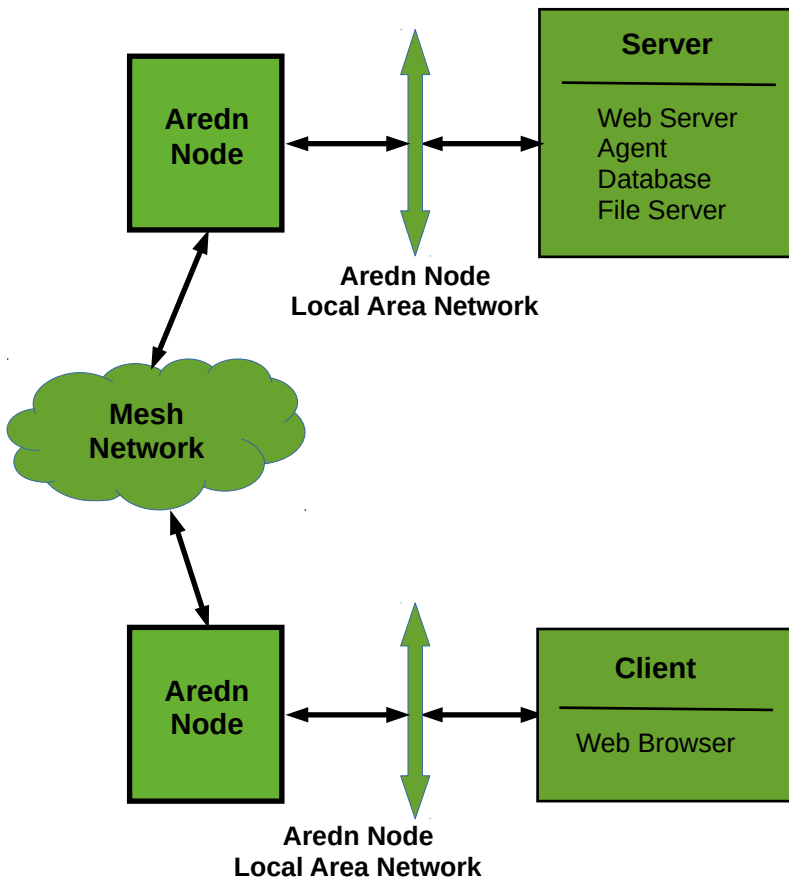 Aredn
Node
Server
Web Server
Agent
Database
File Server
Aredn Node
Local Area Network
Mesh
Network
Aredn
Node
Client
Web Browser
Aredn Node
Local Area Network